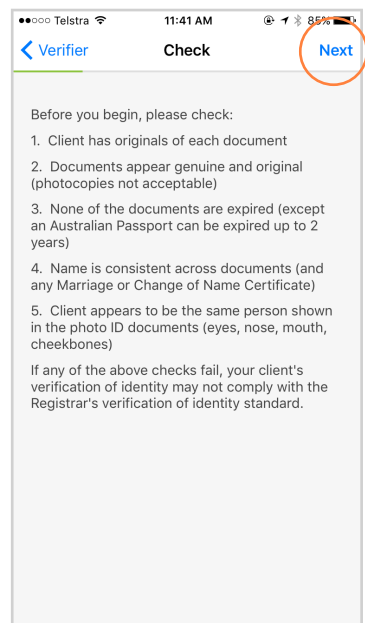 Telstra 11:41 AM 85%
Verifier Check Next
Before you begin, please check:
1. Client has originals of each document
2. Documents appear genuine and original
(photocopies not acceptable)
3. None of the documents are expired (except
an Australian Passport can be expired up to 2
years)
4. Name is consistent across documents (and
any Marriage or Change of Name Certificate)
5. Client appears to be the same person shown
in the photo ID documents (eyes, nose, mouth,
cheekbones)
If any of the above checks fail, your client's
verification of identity may not comply with the
Registrar's verification of identity standard.